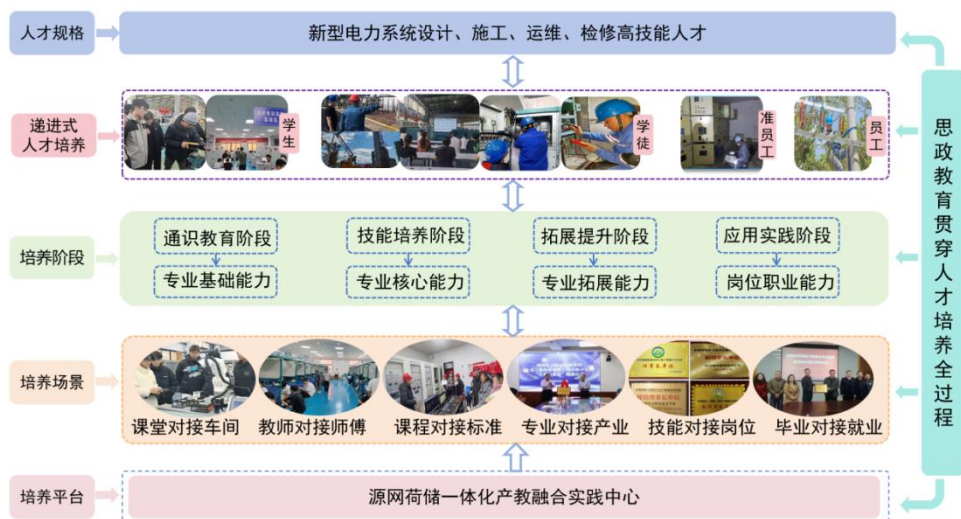 人才规格
新型电力系统设计、施工、运维、检修高技能人才
递进式
人才培养
学生
学徒
准员工
员工
培养阶段
通识教育阶段
技能培养阶段
拓展提升阶段
应用实践阶段
专业基础能力
专业核心能力
专业拓展能力
岗位职业能力
培养场景
课堂对接车间
教师对接师傅
课程对接标准
专业对接产业
技能对接岗位
毕业对接就业
培养平台
源网荷储一体化产教融合实践中心
思政教育贯穿人才培养全过程